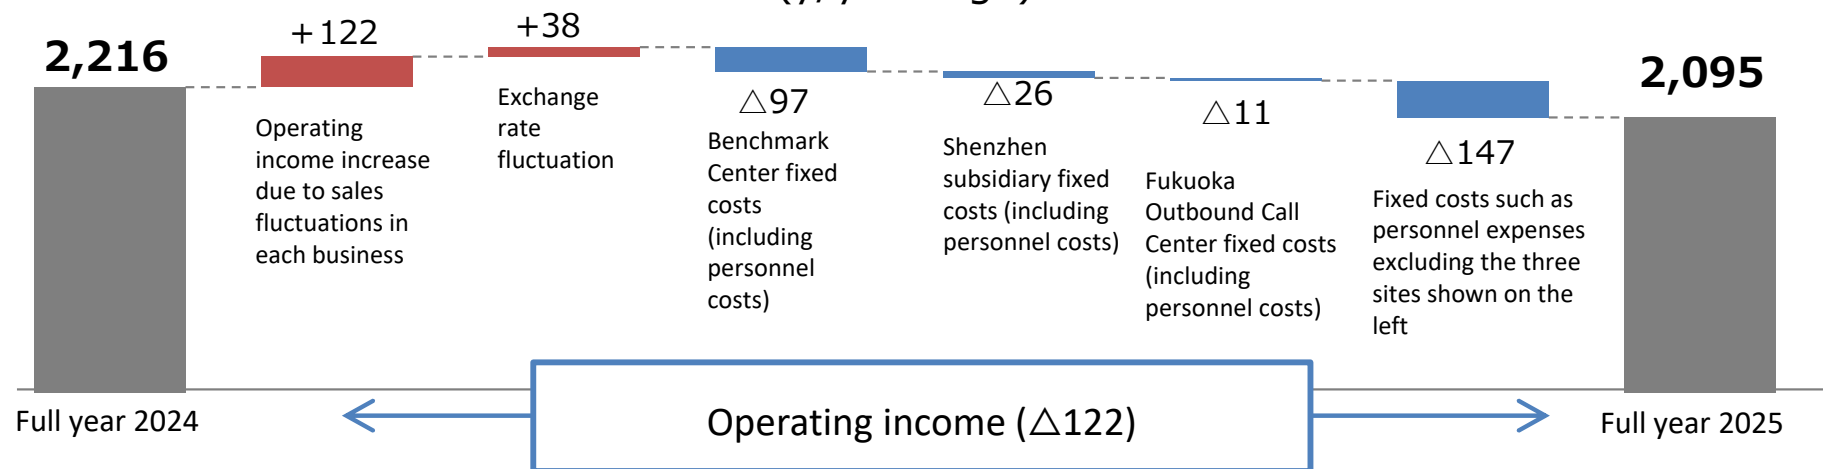 +122
+38
2,216
2,095
△97
△26
△11
△147
Operating
income increase
due to sales
fluctuations in
each business
Exchange
rate
fluctuation
Benchmark
Center fixed
costs
(including
personnel
costs)
Shenzhen
subsidiary fixed
costs (including
personnel costs)
Fukuoka
Outbound Call
Center fixed costs
(including
personnel costs)
Fixed costs such as
personnel expenses
excluding the three
sites shown on the
left
Full year 2024
Operating income (△122)
Full year 2025